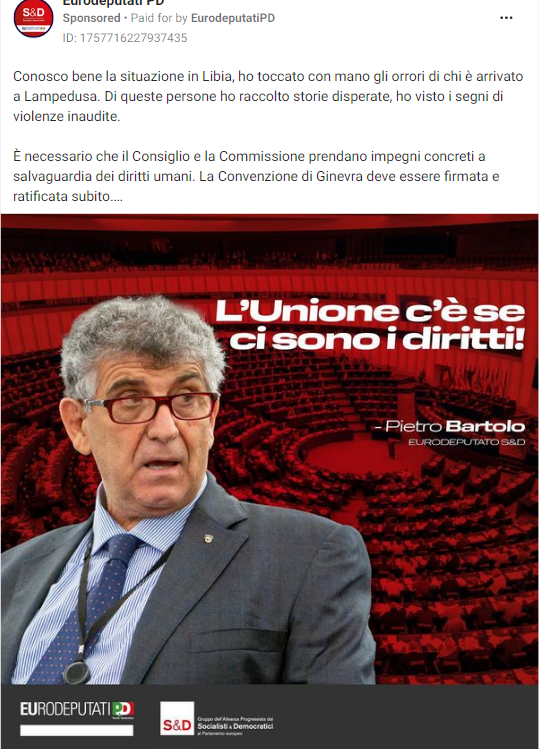 Eurodeputati PD
Sponsored • Paid for by EurodeputatiPD
ID: 1757716227937435
Conosco bene la situazione in Libia, ho toccato con mano gli orrori di chi è arrivato
a Lampedusa. Di queste persone ho raccolto storie disperate, ho visto i segni di
violenze inaudite.
È necessario che il Consiglio e la Commissione prendano impegni concreti a
salvaguardia dei diritti umani. La Convenzione di Ginevra deve essere firmata e
ratificata subito....
L'Unione c'è se
ci sono i diritti!
- Pietro Bartolo
EURODEPUTATO S&D
EURODEPUTATI PD
S&D
Gruppo dell'Alleanza Progressista dei
Socialisti & Democratici
al Parlamento europeo
S&D